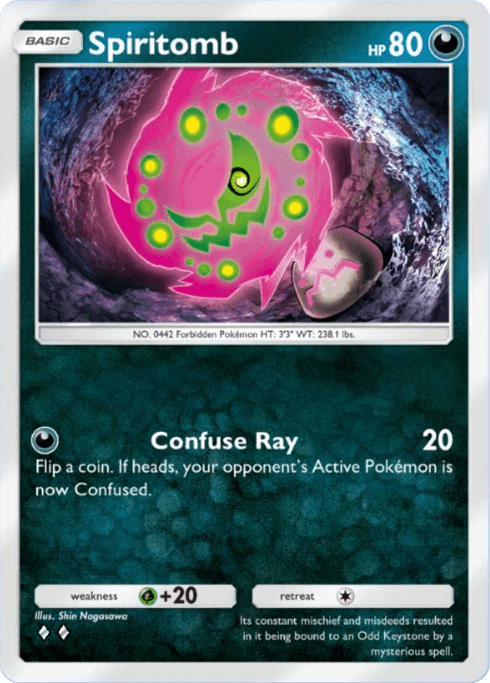 BASIC Spiritomb HP 80
NO. 0442 Forbidden Pokémon HT: 3'3" WT: 238.1 lbs.
Confuse Ray 20
Flip a coin. If heads, your opponent's Active Pokémon is
now Confused.
weakness +20 retreat
Illus. Shin Nagasawa
Its constant mischief and misdeeds resulted
in it being bound to an Odd Keystone by a
mysterious spell.